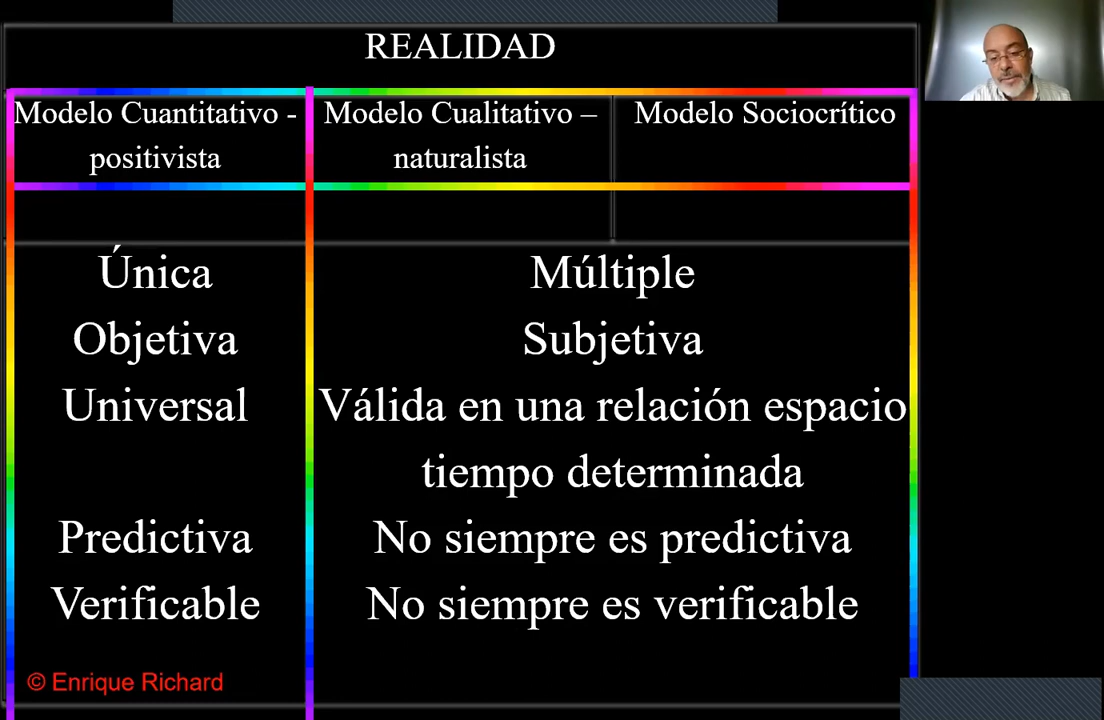 REALIDAD
Modelo Cuantitativo -
positivista
Modelo Cualitativo –
naturalista
Modelo Sociocrítico
Única
Múltiple
Objetiva
Subjetiva
Universal
Válida en una relación espacio
tiempo determinada
Predictiva
No siempre es predictiva
Verificable
No siempre es verificable
© Enrique Richard